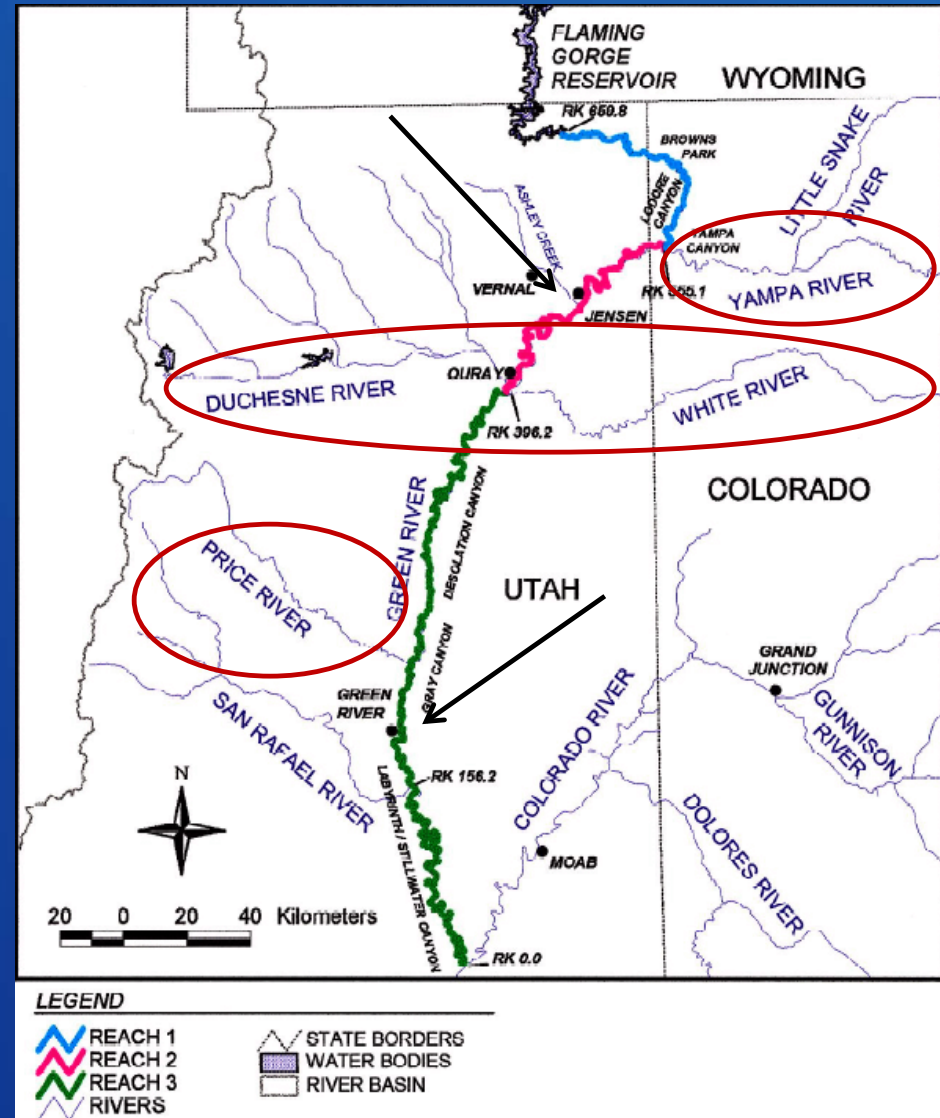 FLAMING
GORGE
RESERVOIR
WYOMING
RK 650.8
BROWNS
PARK
LITTLE SNAKE
RIVER
LODORE
CANYON
ASHLEY CREEK
YAMPA
CANYON
VERNAL
RK 555.1
YAMPA RIVER
JENSEN
OURAY
DUCHESNE RIVER
WHITE RIVER
RK 396.2
COLORADO
GREEN RIVER
DESOLATION CANYON
PRICE RIVER
UTAH
GRAND
JUNCTION
GRAY CANYON
GREEN
RIVER
SAN RAFAEL RIVER
COLORADO RIVER
GUNNISON
RIVER
RK 156.2
N
LABYRINTH / STILLWATER CANYON
DOLORES RIVER
MOAB
20 0 20 40 Kilometers
RK 0.0
LEGEND
REACH 1
REACH 2
REACH 3
RIVERS
STATE BORDERS
WATER BODIES
RIVER BASIN